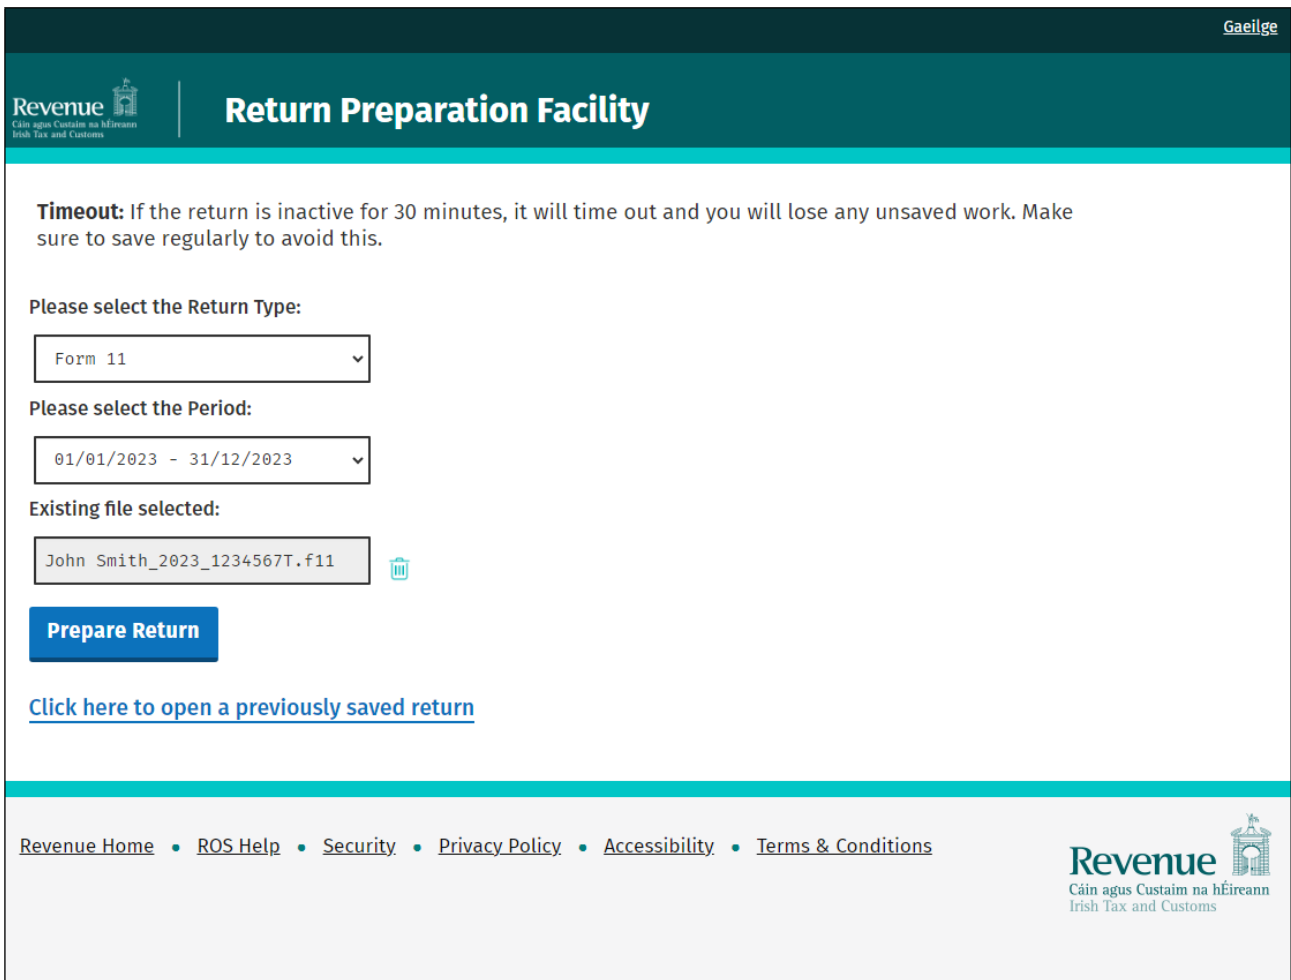 Gaeilge
Revenue
Cáin agus Custaim na hÉireann
Irish Tax and Customs
Return Preparation Facility
Timeout: If the return is inactive for 30 minutes, it will time out and you will lose any unsaved work. Make
sure to save regularly to avoid this.
Please select the Return Type:
Form 11
Please select the Period:
01/01/2023 - 31/12/2023
Existing file selected:
John Smith_2023_1234567T.f11
Prepare Return
Click here to open a previously saved return
Revenue Home • ROS Help • Security • Privacy Policy • Accessibility • Terms & Conditions
Revenue
Cáin agus Custaim na hÉireann
Irish Tax and Customs